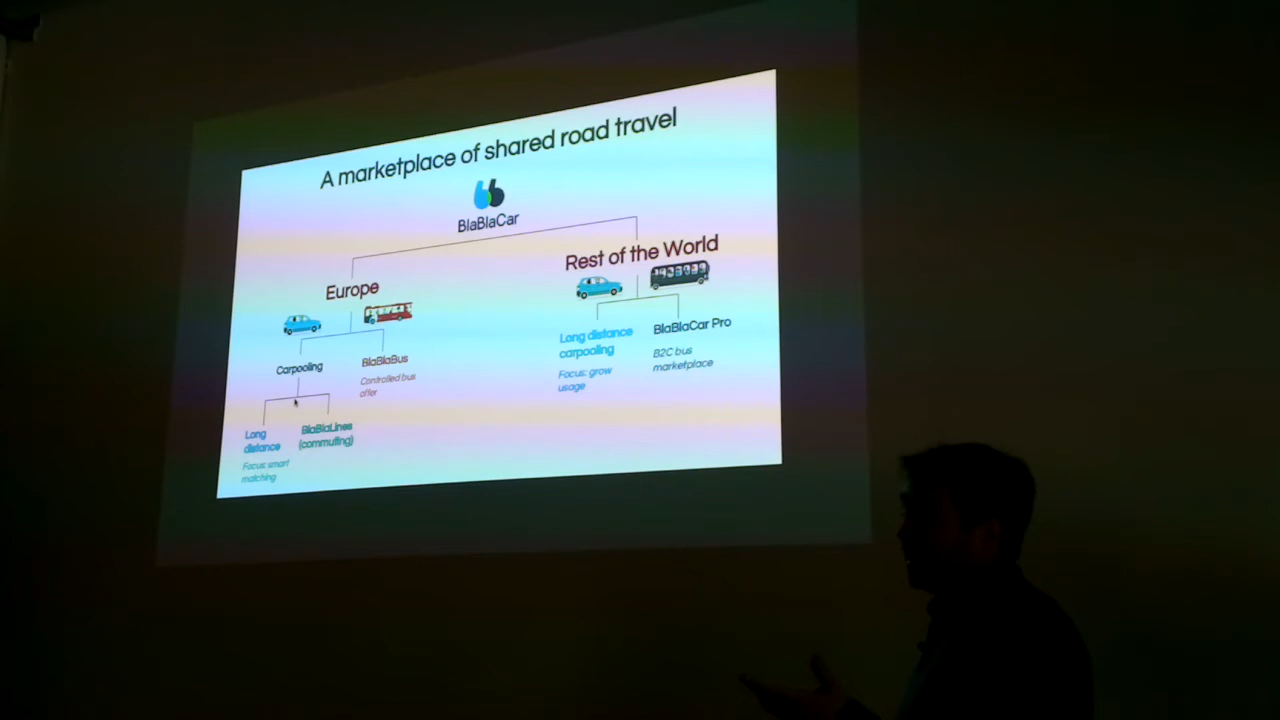 A marketplace of shared road travel
BlaBlaCar
Europe
Carpooling
BlaBlaBus
Controlled bus
offer
Long
distance
Focus: smart
matching
BlaBlaLines
(commuting)
Rest of the World
Long distance
carpooling
Focus: grow
usage
BlaBlaCar Pro
B2C bus
marketplace